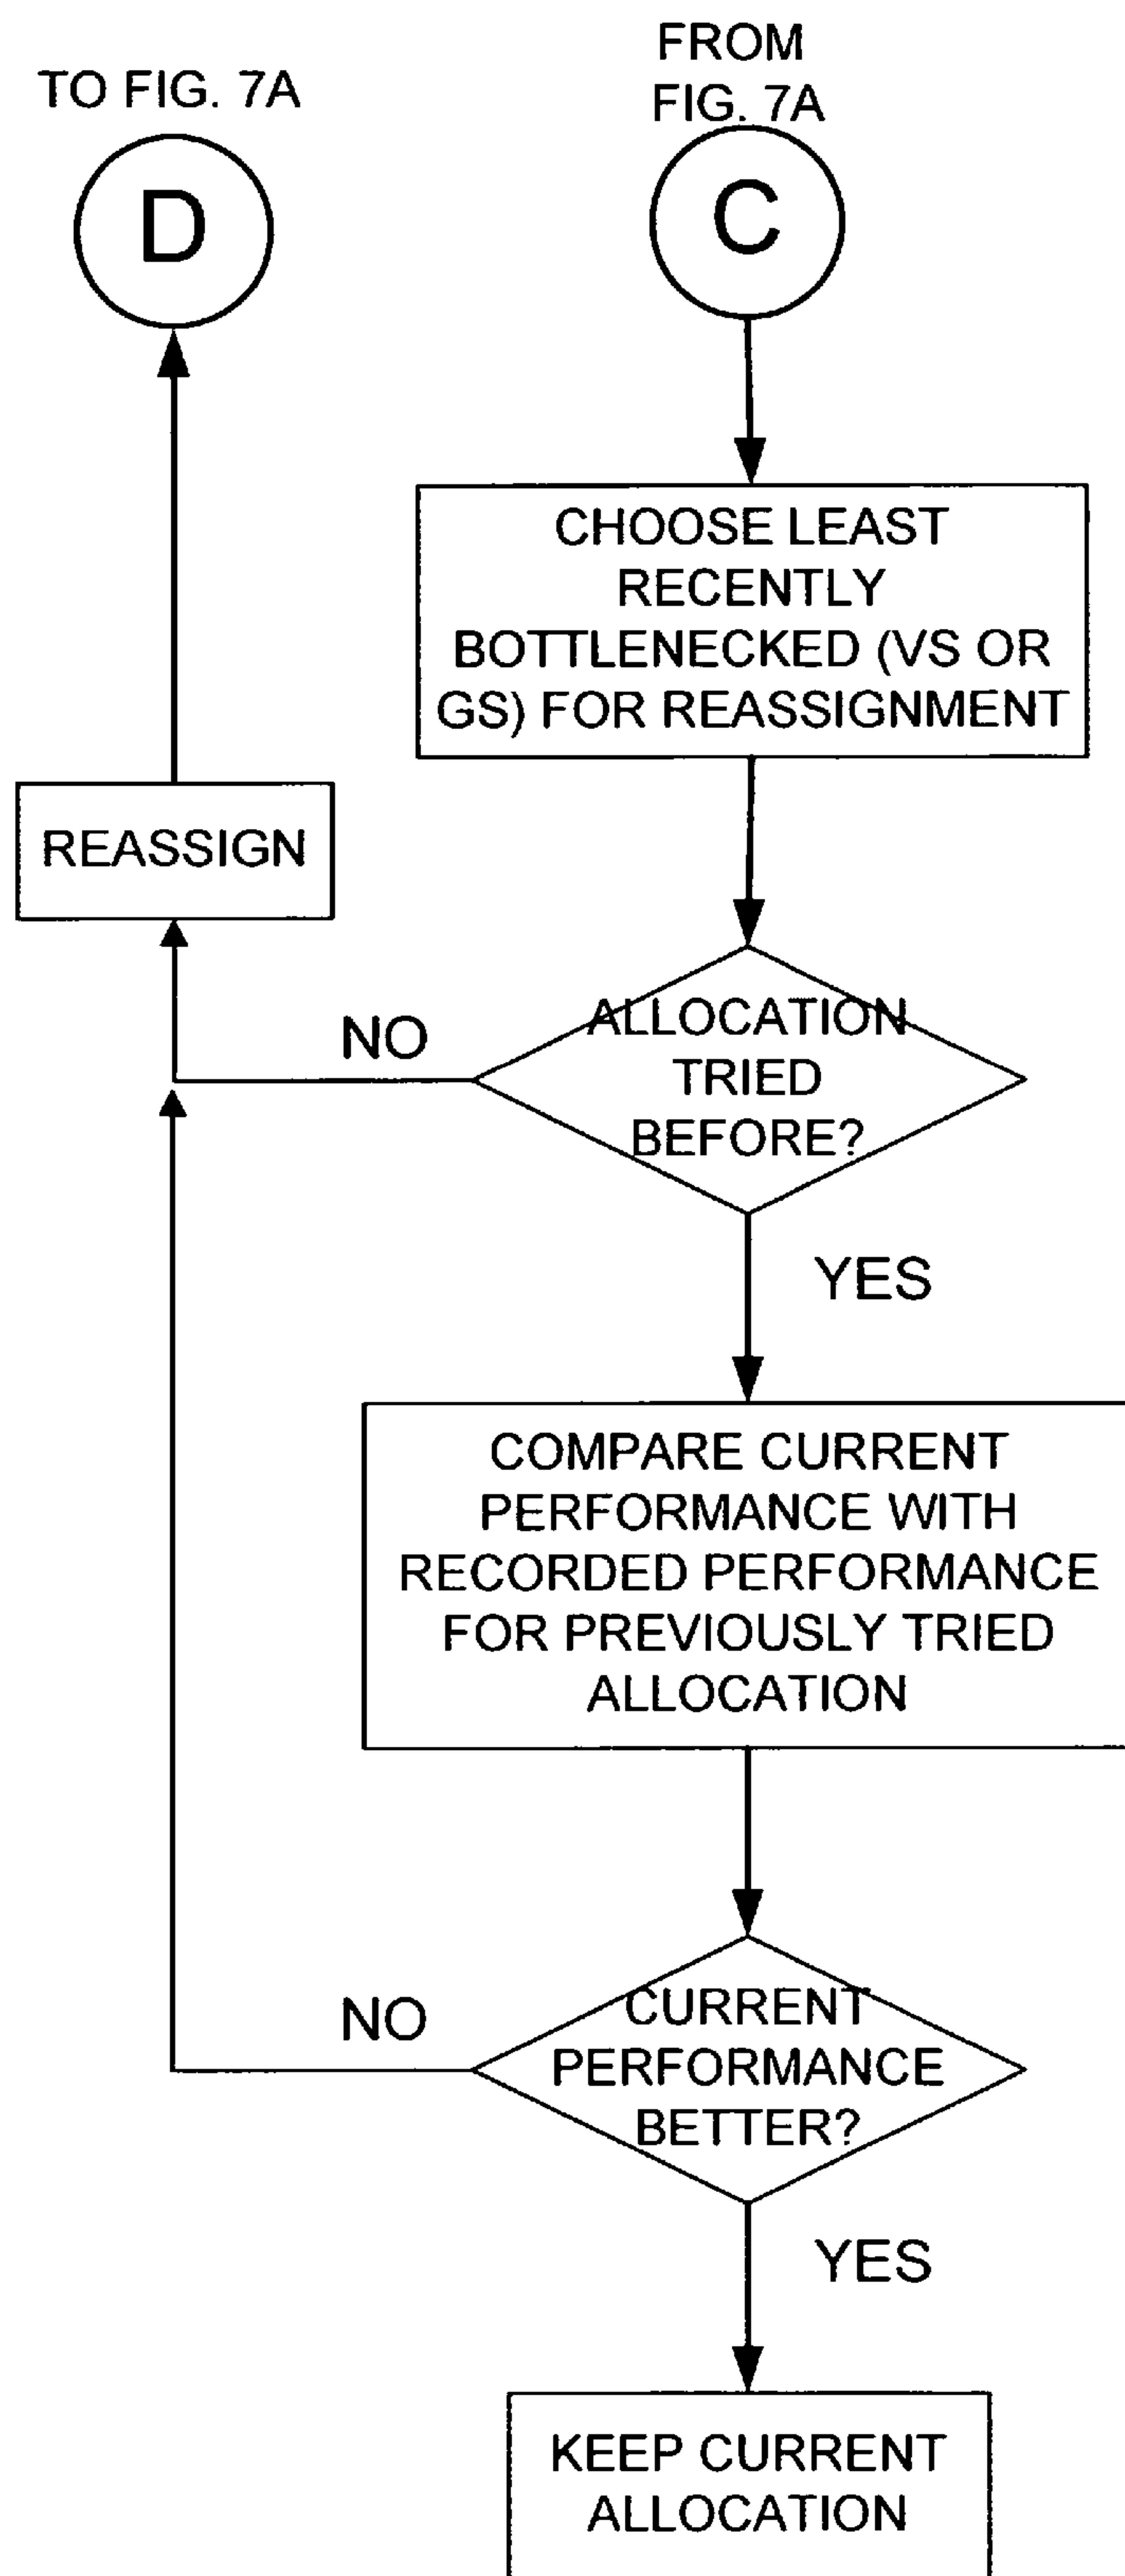 TO FIG. 7A
FROM
FIG. 7A
D
C
CHOOSE LEAST
RECENTLY
BOTTLENECKED (VS OR
GS) FOR REASSIGNMENT
REASSIGN
NO
ALLOCATION
TRIED
BEFORE?
YES
COMPARE CURRENT
PERFORMANCE WITH
RECORDED PERFORMANCE
FOR PREVIOUSLY TRIED
ALLOCATION
NO
CURRENT
PERFORMANCE
BETTER?
YES
KEEP CURRENT
ALLOCATION